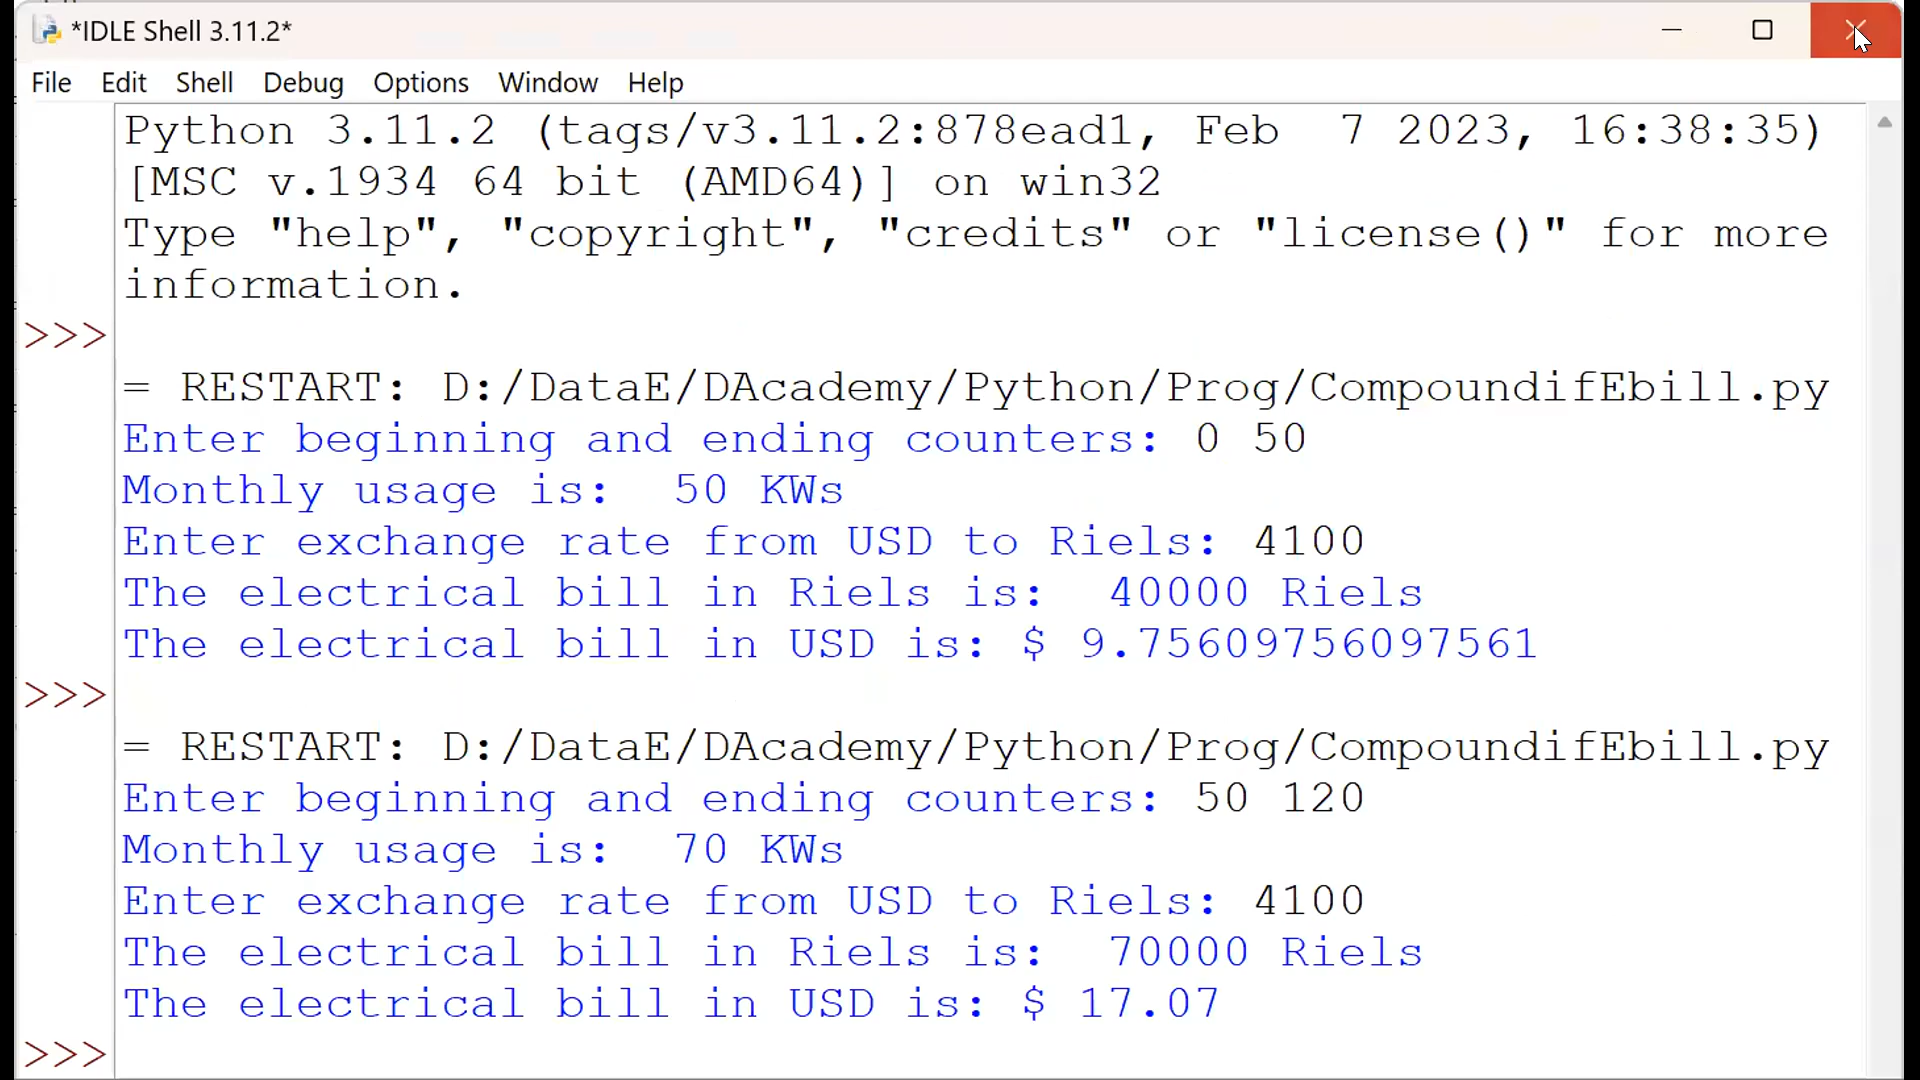 *IDLE Shell 3.11.2*
File Edit Shell Debug Options Window Help
Python 3.11.2 (tags/v3.11.2:878ead1, Feb  7 2023, 16:38:35)
[MSC v.1934 64 bit (AMD64)] on win32
Type "help", "copyright", "credits" or "license()" for more
information.
>>>
= RESTART: D:/DataE/DAcademy/Python/Prog/CompoundifEbill.py
Enter beginning and ending counters: 0 50
Monthly usage is:  50 KWs
Enter exchange rate from USD to Riels: 4100
The electrical bill in Riels is:  40000 Riels
The electrical bill in USD is: $ 9.75609756097561
>>>
= RESTART: D:/DataE/DAcademy/Python/Prog/CompoundifEbill.py
Enter beginning and ending counters: 50 120
Monthly usage is:  70 KWs
Enter exchange rate from USD to Riels: 4100
The electrical bill in Riels is:  70000 Riels
The electrical bill in USD is: $ 17.07
>>>